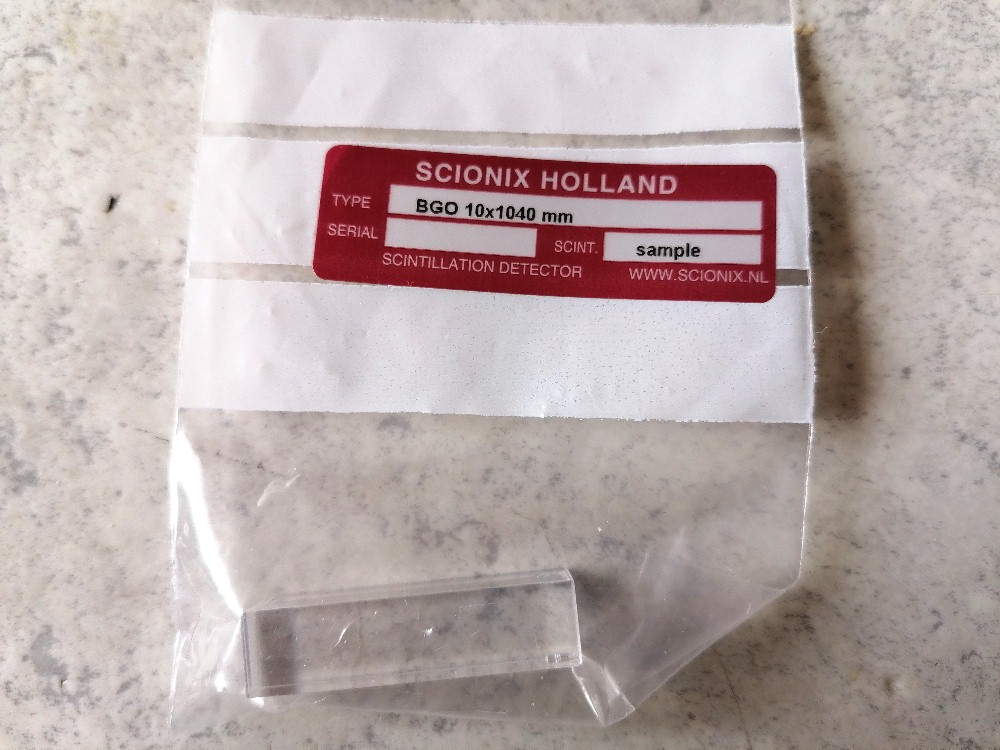 SCIONIX HOLLAND
TYPE BGO 10x1040 mm
SERIAL SCINT. sample
SCINTILLATION DETECTOR WWW.SCIONIX.NL